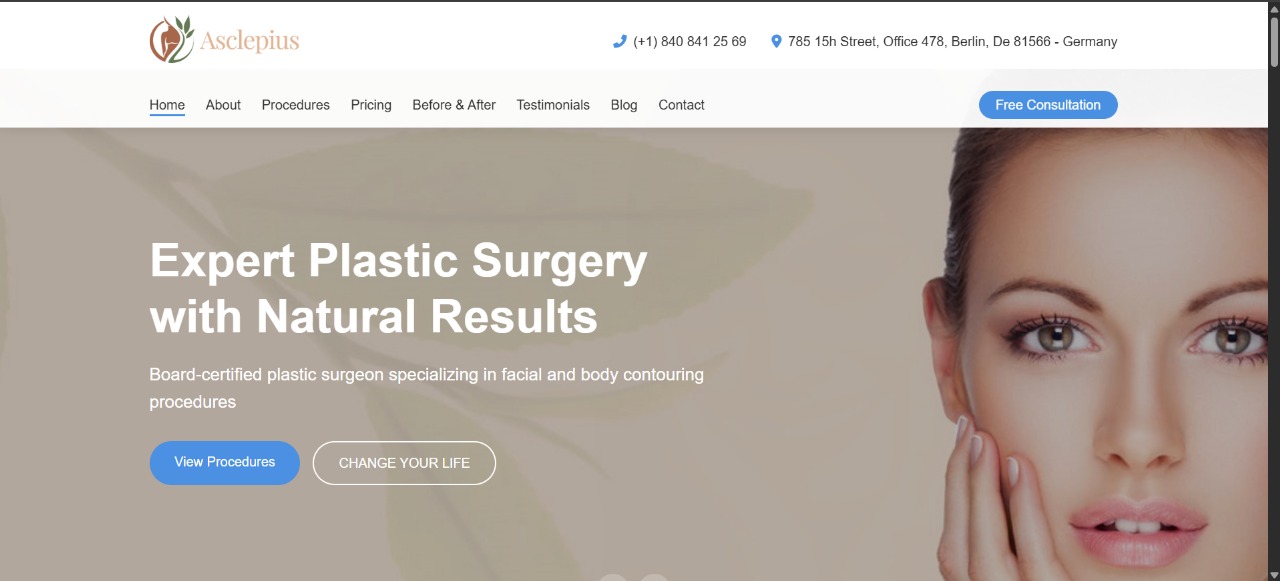 Asclepius
(+1) 840 841 25 69
785 15h Street, Office 478, Berlin, De 81566 - Germany
Home About Procedures Pricing Before & After Testimonials Blog Contact
Free Consultation
Expert Plastic Surgery
with Natural Results
Board-certified plastic surgeon specializing in facial and body contouring
procedures
View Procedures
CHANGE YOUR LIFE